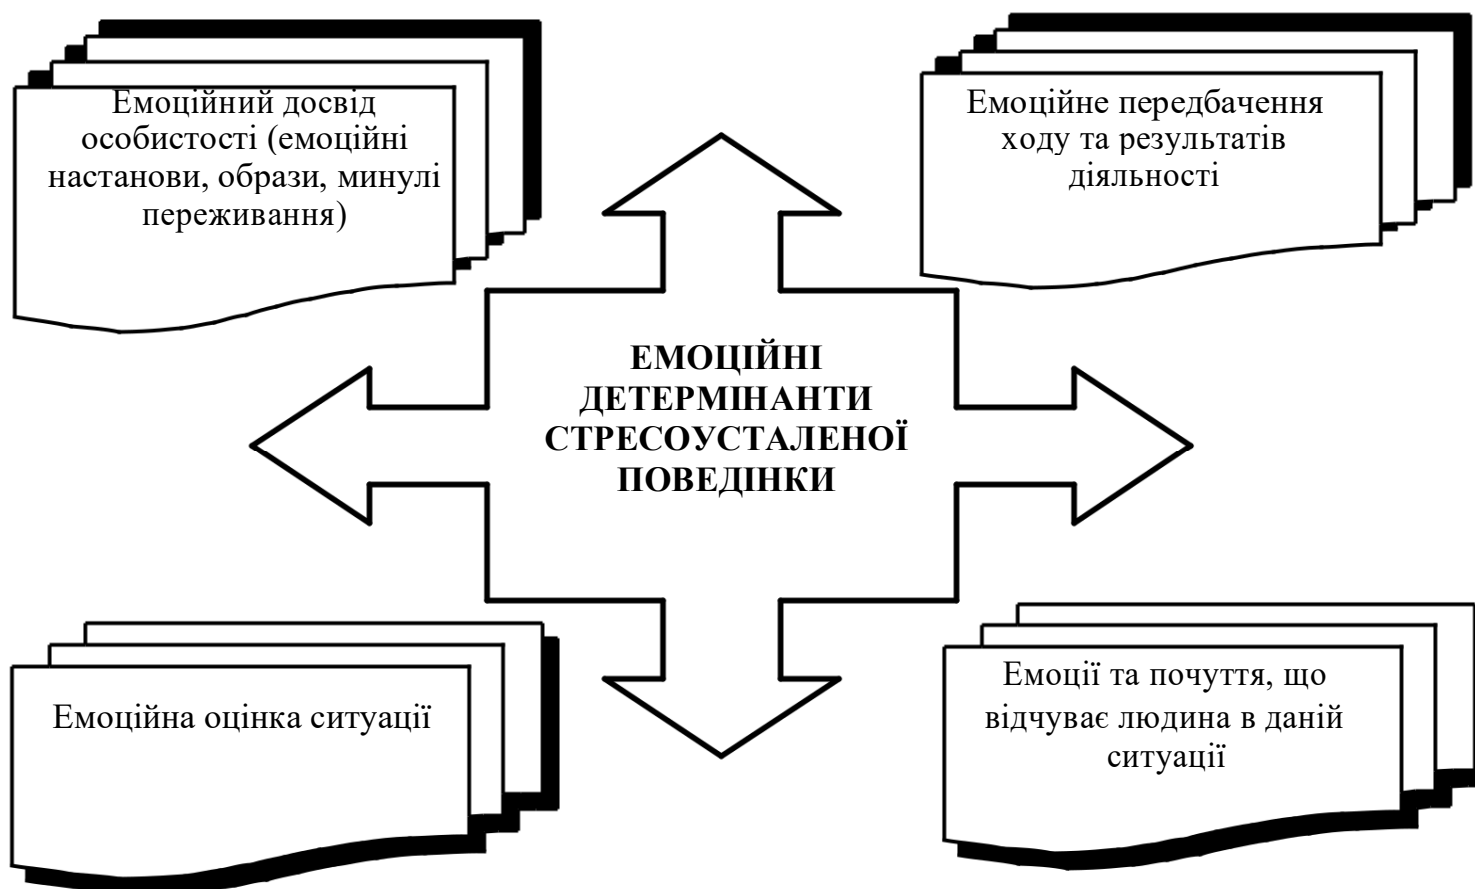 Емоційний досвід
особистості (емоційні
настанови, образи, минулі
переживання)
Емоційне передбачення
ходу та результатів
діяльності
ЕМОЦІЙНІ
ДЕТЕРМІНАНТИ
СТРЕСОУСТАЛЕНОЇ
ПОВЕДІНКИ
Емоційна оцінка ситуації
Емоції та почуття, що
відчуває людина в даній
ситуації